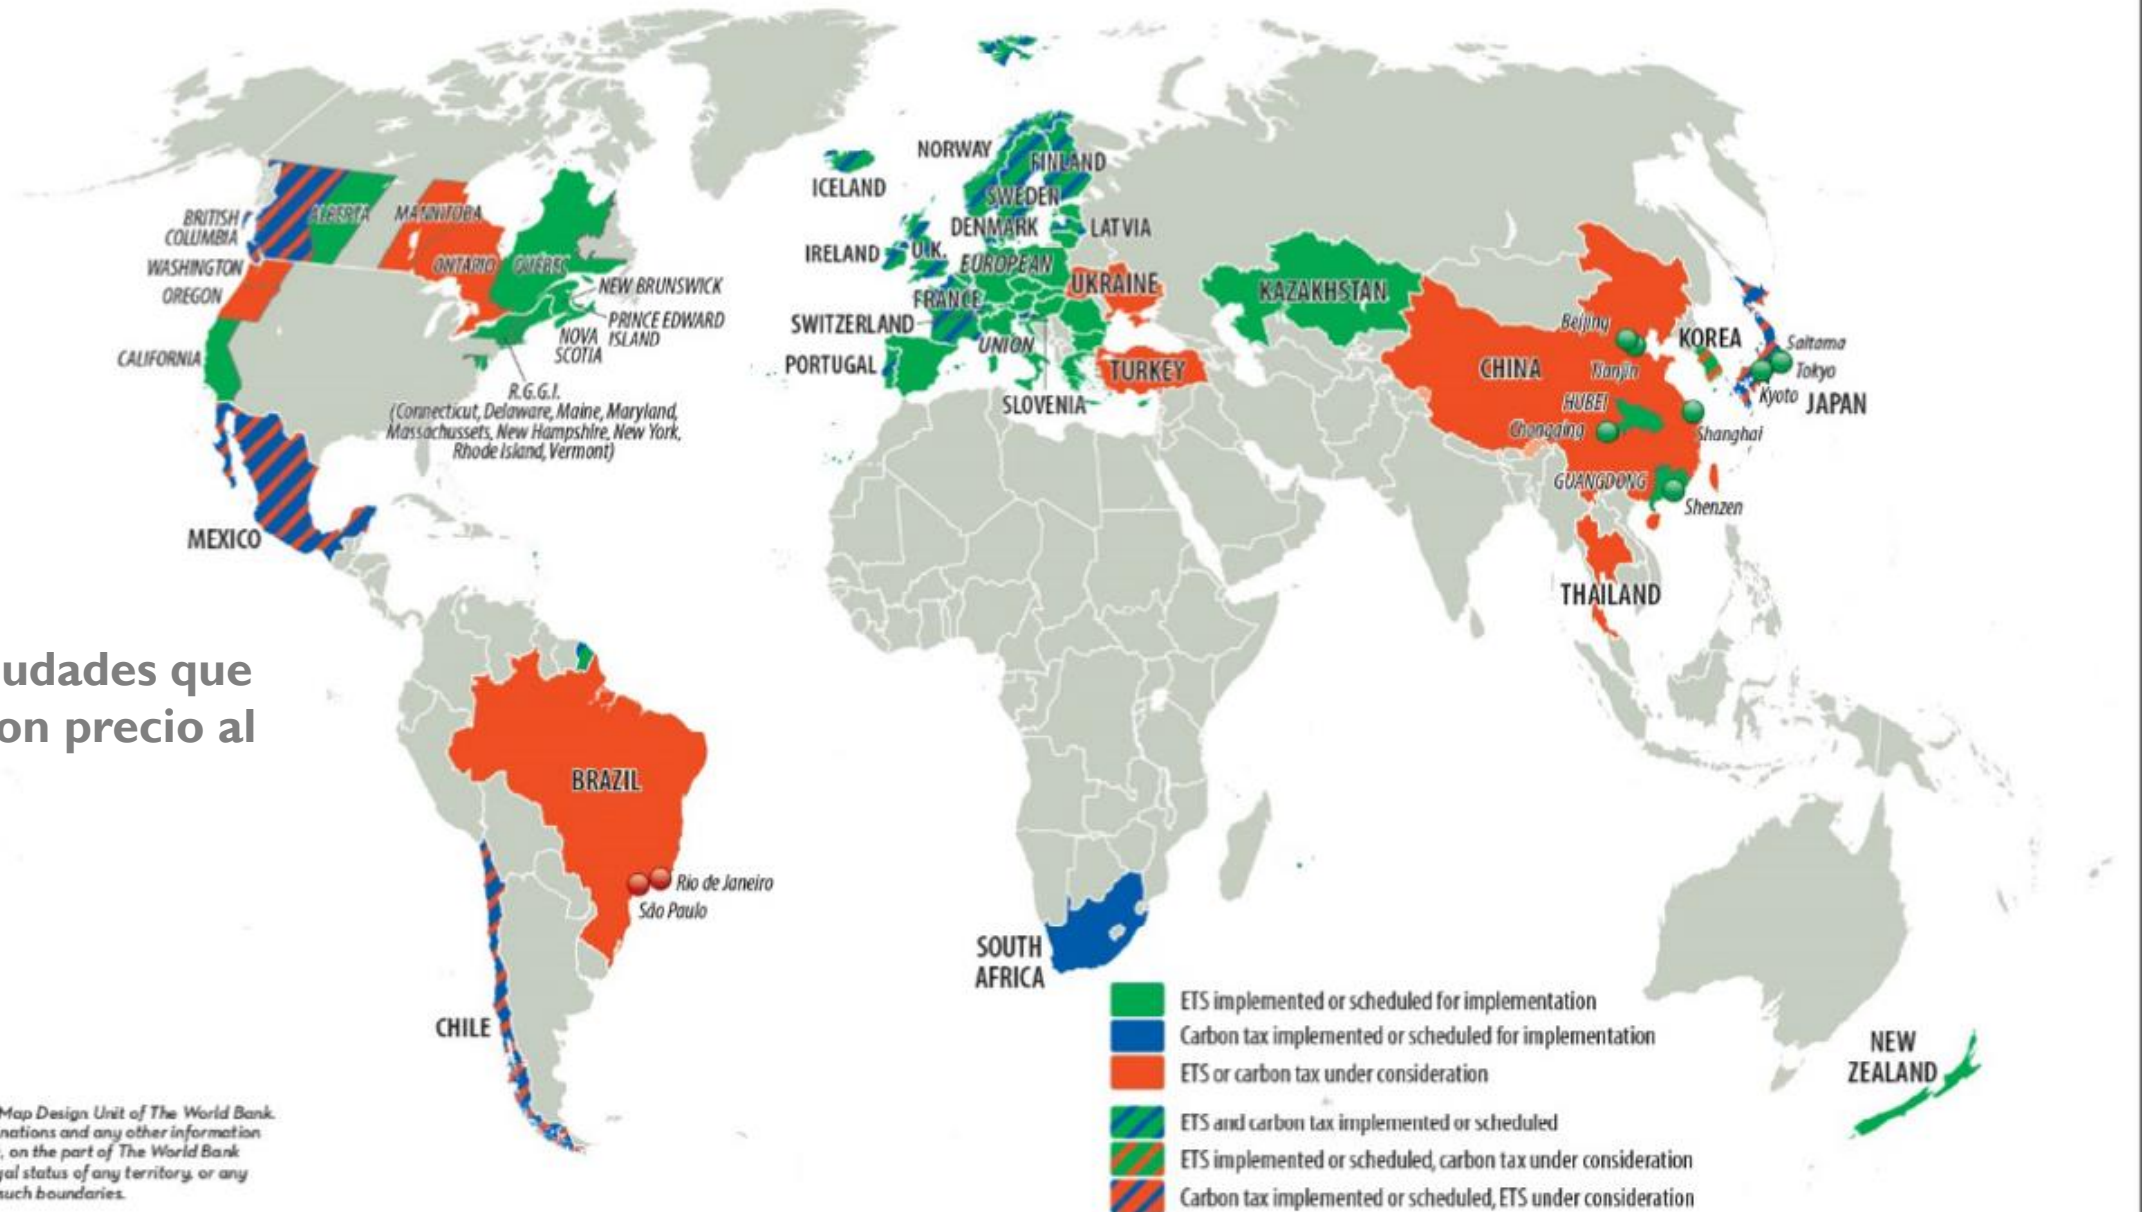 NORWAY
FINLAND
ICELAND
SWEDEN
DENMARK
LATVIA
IRELAND
U.K.
EUROPEAN
UNION
FRANCE
UKRAINE
SWITZERLAND
PORTUGAL
SLOVENIA
TURKEY
KAZAKHSTAN
BRITISH
COLUMBIA
ALBERTA
MANNITOBA
WASHINGTON
OREGON
ONTARIO
QUEBEC
NEW BRUNSWICK
PRINCE EDWARD
ISLAND
NOVA
SCOTIA
CALIFORNIA
R.G.G.I.
(Connecticut, Delaware, Maine, Maryland,
Massachussets, New Hampshire, New York,
Rhode Island, Vermont)
MEXICO
Beijing
KOREA
Saitama
Tokyo
Kyoto
JAPAN
CHINA
Tianjin
HUBEI
Chongqing
Shanghai
GUANGDONG
Shenzen
THAILAND
udades que
on precio al
BRAZIL
Rio de Janeiro
São Paulo
CHILE
SOUTH
AFRICA
NEW
ZEALAND
ETS implemented or scheduled for implementation
Carbon tax implemented or scheduled for implementation
ETS or carbon tax under consideration
ETS and carbon tax implemented or scheduled
ETS implemented or scheduled, carbon tax under consideration
Carbon tax implemented or scheduled, ETS under consideration
Map Design Unit of The World Bank.
nations and any other information
, on the part of The World Bank
gal status of any territory, or any
such boundaries.